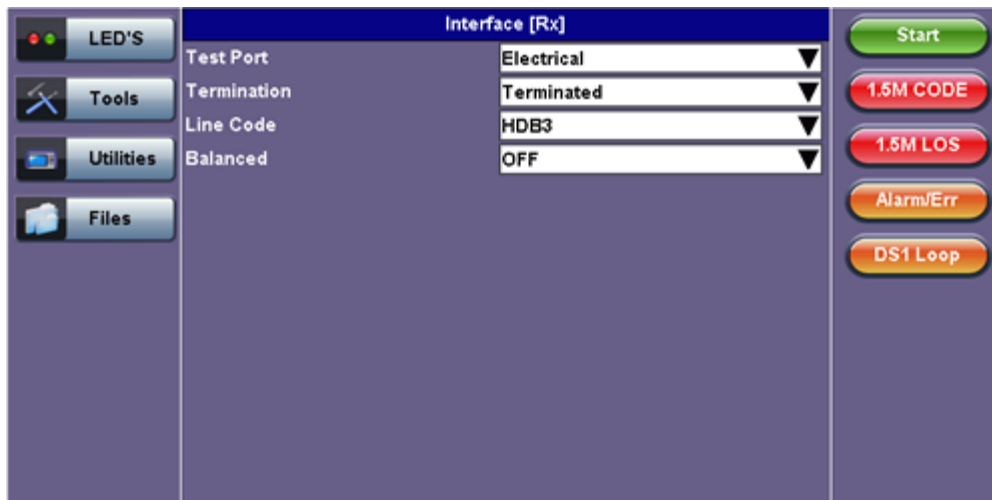 LED'S
Tools
Utilities
Files
Interface [Rx]
Test Port Electrical
Termination Terminated
Line Code HDB3
Balanced OFF
Start
1.5M CODE
1.5M LOS
Alarm/Err
DS1 Loop